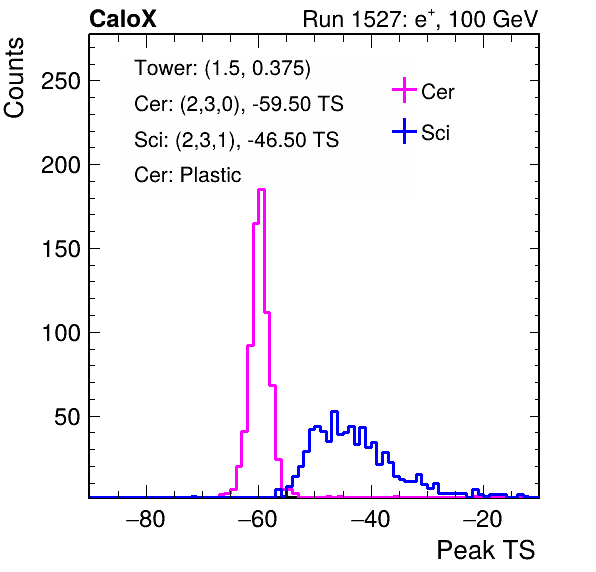 CaloX Run 1527: e⁺, 100 GeV
Counts
Tower: (1.5, 0.375)
Cer: (2,3,0), -59.50 TS
Sci: (2,3,1), -46.50 TS
Cer: Plastic
Cer
Sci
250
200
150
100
50
−80 −60 −40 −20
Peak TS